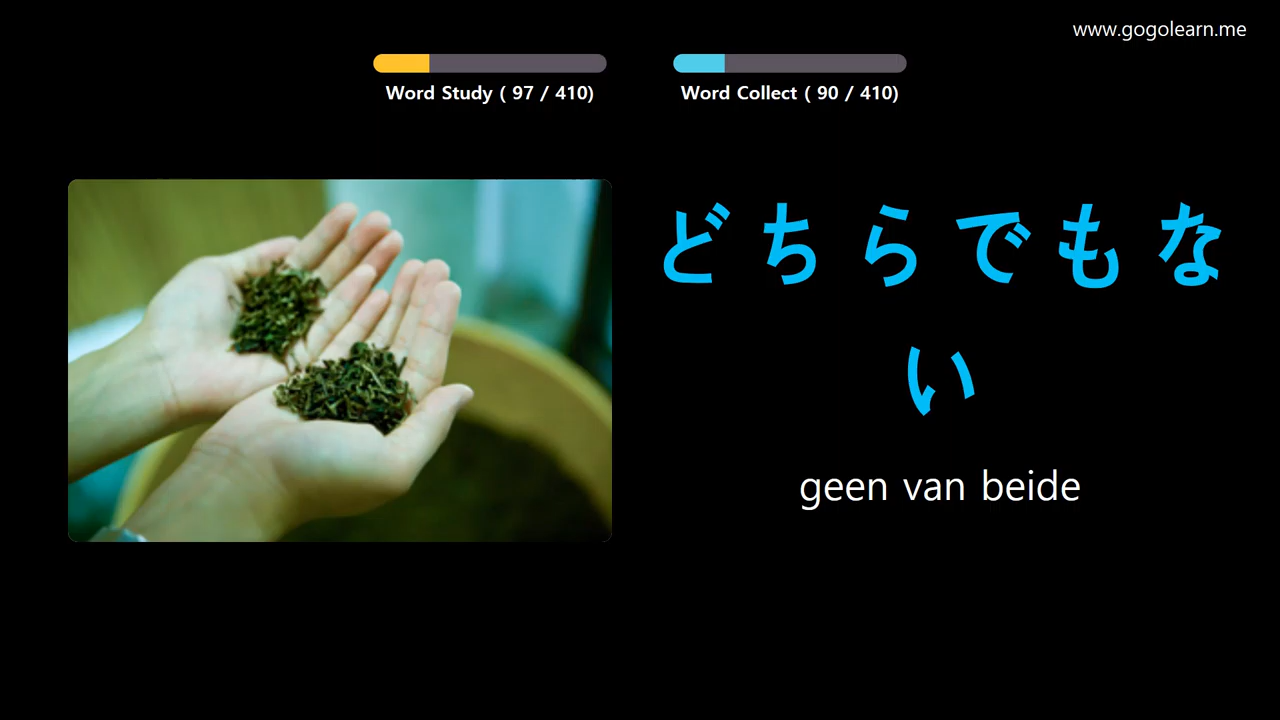 www.gogolearn.me
Word Study ( 97 / 410)
Word Collect ( 90 / 410)
どちらでもな
い
geen van beide